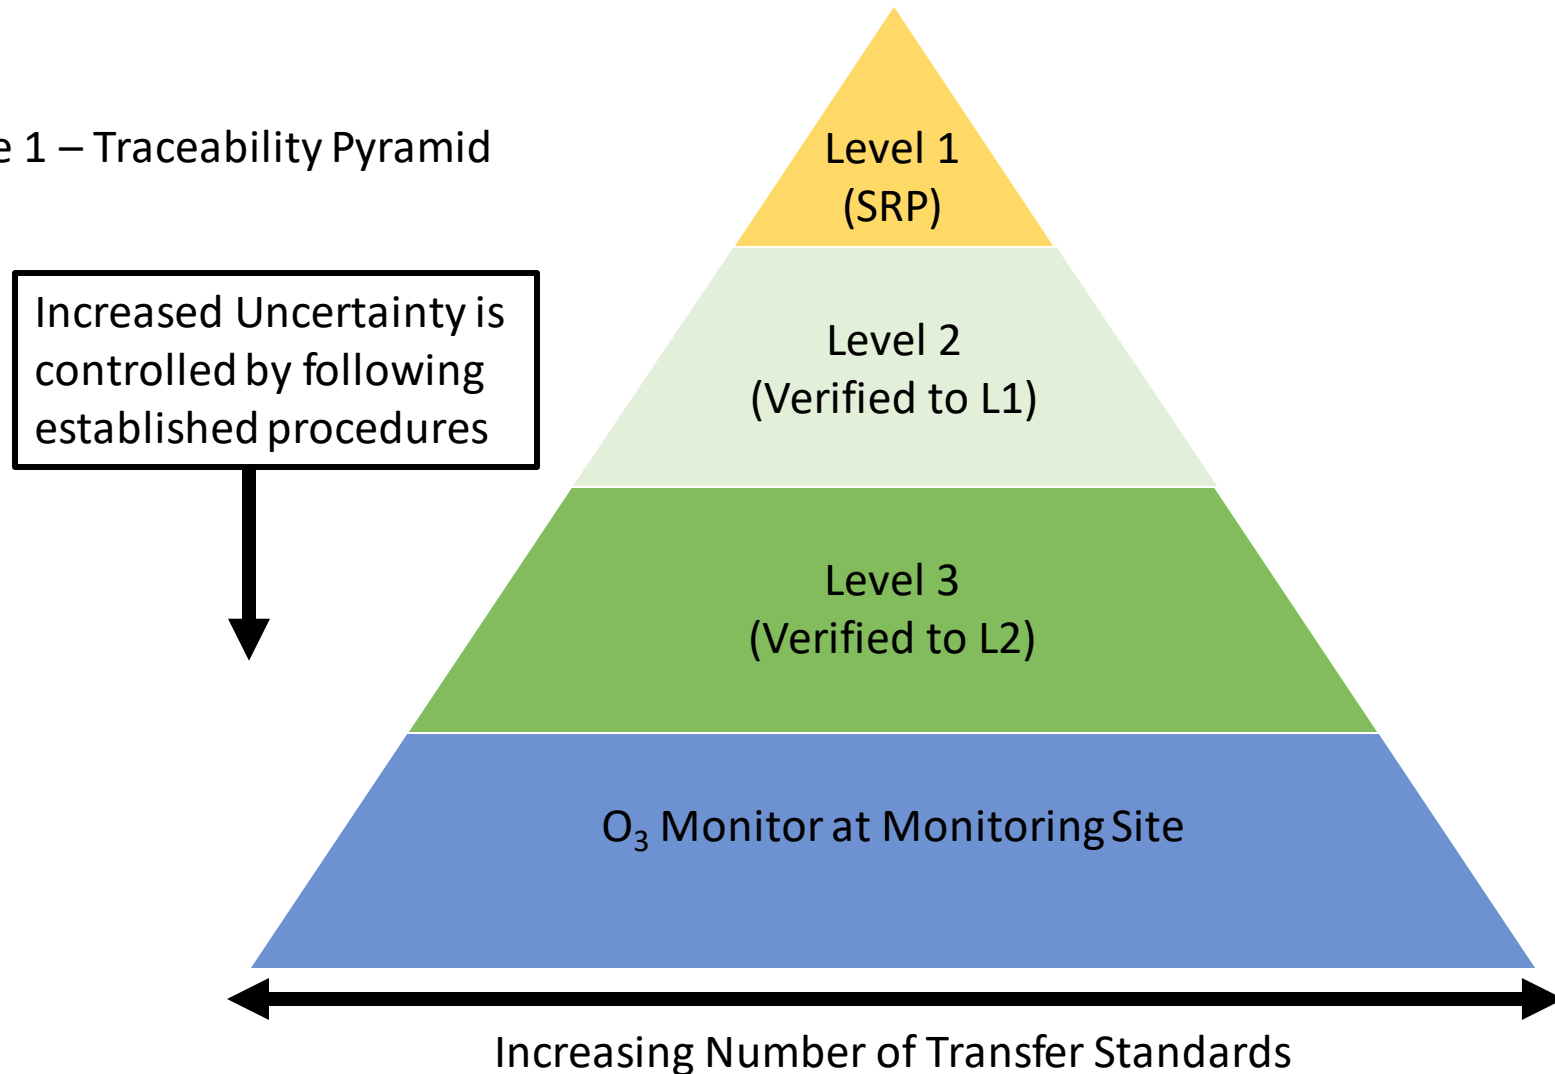 e 1 – Traceability Pyramid
Level 1
(SRP)
Increased Uncertainty is
controlled by following
established procedures
Level 2
(Verified to L1)
Level 3
(Verified to L2)
O₃ Monitor at Monitoring Site
Increasing Number of Transfer Standards